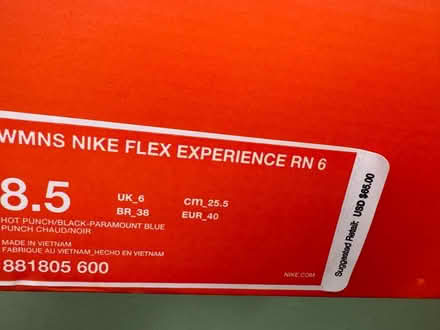 WMNS NIKE FLEX EXPERIENCE RN 6
8.5
UK_6
cm_25.5
BR_38
EUR_40
HOT PUNCH/BLACK-PARAMOUNT BLUE
PUNCH CHAUD/NOIR
MADE IN VIETNAM
FABRIQUE AU VIETNAM_HECHO EN VIETNAM
881805 600
NIKE.COM
Suggested Retail: USD $65.00